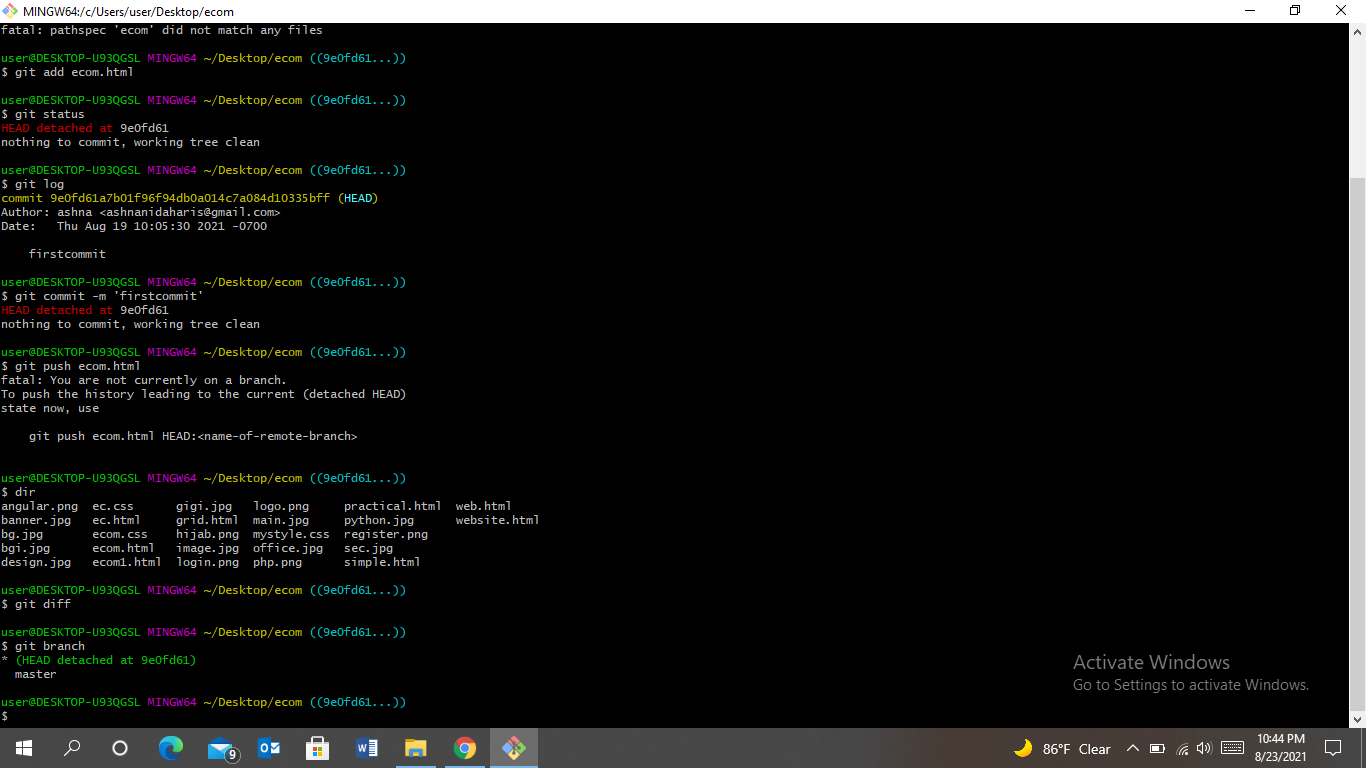 MINGW64:/c/Users/user/Desktop/ecom
fatal: pathspec 'ecom' did not match any files
user@DESKTOP-U93QGSL MINGW64 ~/Desktop/ecom ((9e0fd61...))
$ git add ecom.html
user@DESKTOP-U93QGSL MINGW64 ~/Desktop/ecom ((9e0fd61...))
$ git status
HEAD detached at 9e0fd61
nothing to commit, working tree clean
user@DESKTOP-U93QGSL MINGW64 ~/Desktop/ecom ((9e0fd61...))
$ git log
commit 9e0fd61a7b01f96f94db0a014c7a084d10335bff (HEAD)
Author: ashna <ashnanidaharis@gmail.com>
Date:   Thu Aug 19 10:05:30 2021 -0700
    firstcommit
user@DESKTOP-U93QGSL MINGW64 ~/Desktop/ecom ((9e0fd61...))
$ git commit -m 'firstcommit'
HEAD detached at 9e0fd61
nothing to commit, working tree clean
user@DESKTOP-U93QGSL MINGW64 ~/Desktop/ecom ((9e0fd61...))
$ git push ecom.html
fatal: You are not currently on a branch.
To push the history leading to the current (detached HEAD)
state now, use
    git push ecom.html HEAD:<name-of-remote-branch>
user@DESKTOP-U93QGSL MINGW64 ~/Desktop/ecom ((9e0fd61...))
$ dir
angular.png  ec.css      gigi.jpg   logo.png     practical.html  web.html
banner.jpg   ec.html     grid.html  main.jpg     python.jpg      website.html
bg.jpg       ecom.css    hijab.png  mystyle.css  register.png
bgi.jpg      ecom.html   image.jpg  office.jpg   sec.jpg
design.jpg   ecom1.html  login.png  php.png      simple.html
user@DESKTOP-U93QGSL MINGW64 ~/Desktop/ecom ((9e0fd61...))
$ git diff
user@DESKTOP-U93QGSL MINGW64 ~/Desktop/ecom ((9e0fd61...))
$ git branch
* (HEAD detached at 9e0fd61)
  master
user@DESKTOP-U93QGSL MINGW64 ~/Desktop/ecom ((9e0fd61...))
$
Activate Windows
Go to Settings to activate Windows.
9
86°F Clear
10:44 PM
8/23/2021